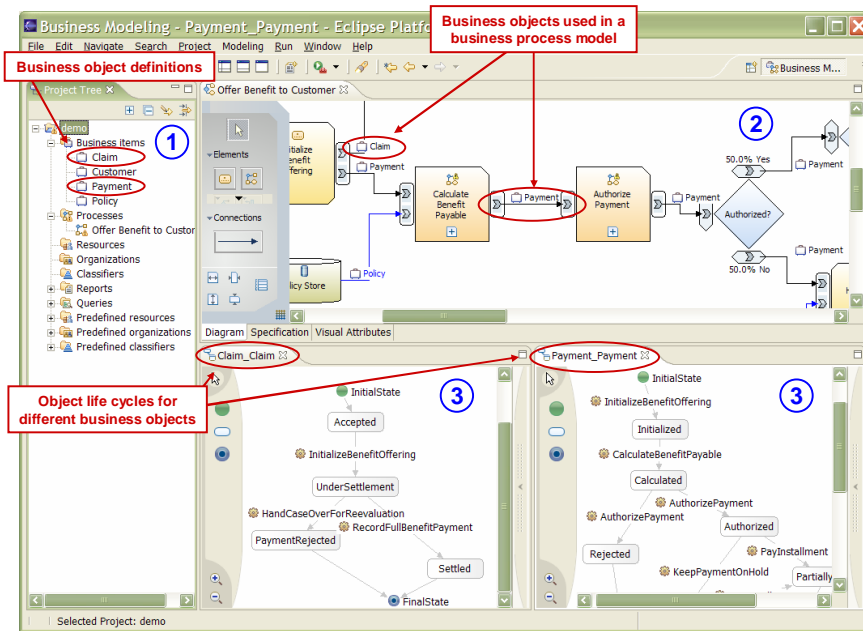 Business Modeling - Payment_Payment - Eclipse Platfo
Business objects used in a
business process model
File Edit Navigate Search Project Modeling Run Window Help
Business object definitions
Business M...
Project Tree
demo
Business items
Claim
Customer
Payment
Policy
Processes
Offer Benefit to Custor
Resources
Organizations
Classifiers
Reports
Queries
Predefined resources
Predefined organizations
Predefined classifiers
1
Offer Benefit to Customer
2
Elements
Connections
nitialize
enefit
ffering
Claim
Payment
Calculate
Benefit
Payable
Payment
Authorize
Payment
Payment
50.0% Yes
Authorized?
50.0% No
Payment
Payment
licy Store
Policy
Diagram
Specification
Visual Attributes
Object life cycles for
different business objects
Claim_Claim
3
InitialState
Accepted
InitializeBenefitOffering
UnderSettlement
HandCaseOverForReevaluation
RecordFullBenefitPayment
PaymentRejected
Settled
FinalState
Payment_Payment
3
InitialState
InitializeBenefitOffering
Initialized
CalculateBenefitPayable
Calculated
AuthorizePayment
AuthorizePayment
Authorized
Rejected
PayInstallment
KeepPaymentOnHold
Partially
Selected Project: demo